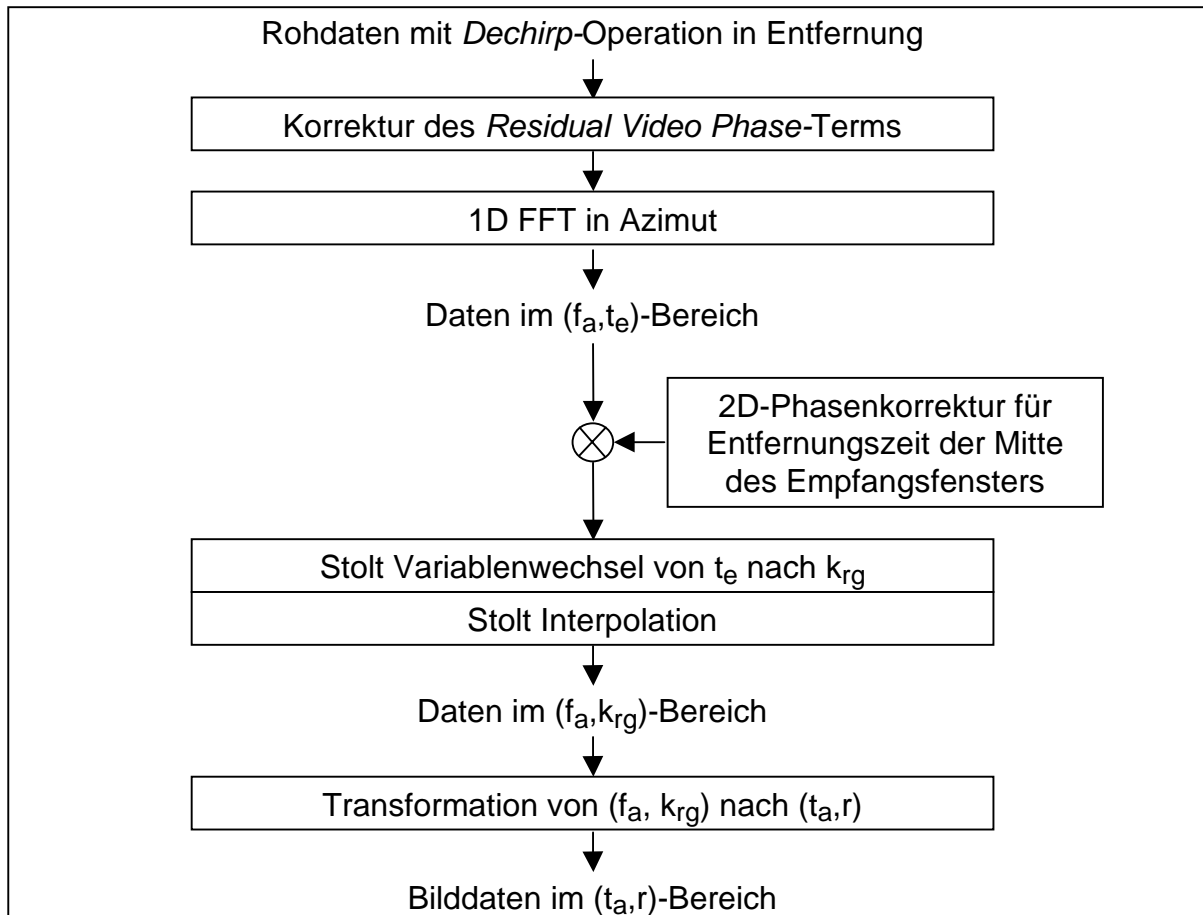 Rohdaten mit Dechirp-Operation in Entfernung
Korrektur des Residual Video Phase-Terms
1D FFT in Azimut
Daten im (fa,te)-Bereich
2D-Phasenkorrektur für
Entfernungszeit der Mitte
des Empfangsfensters
Stolt Variablenwechsel von te nach krg
Stolt Interpolation
Daten im (fa,krg)-Bereich
Transformation von (fa, krg) nach (ta,r)
Bilddaten im (ta,r)-Bereich